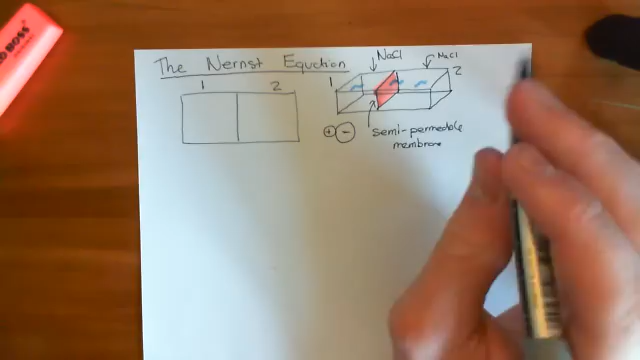 The Nernst Equation
NaCl
NaCl
1
2
1
2
+ −
semi-permeable
membrane
BOSS